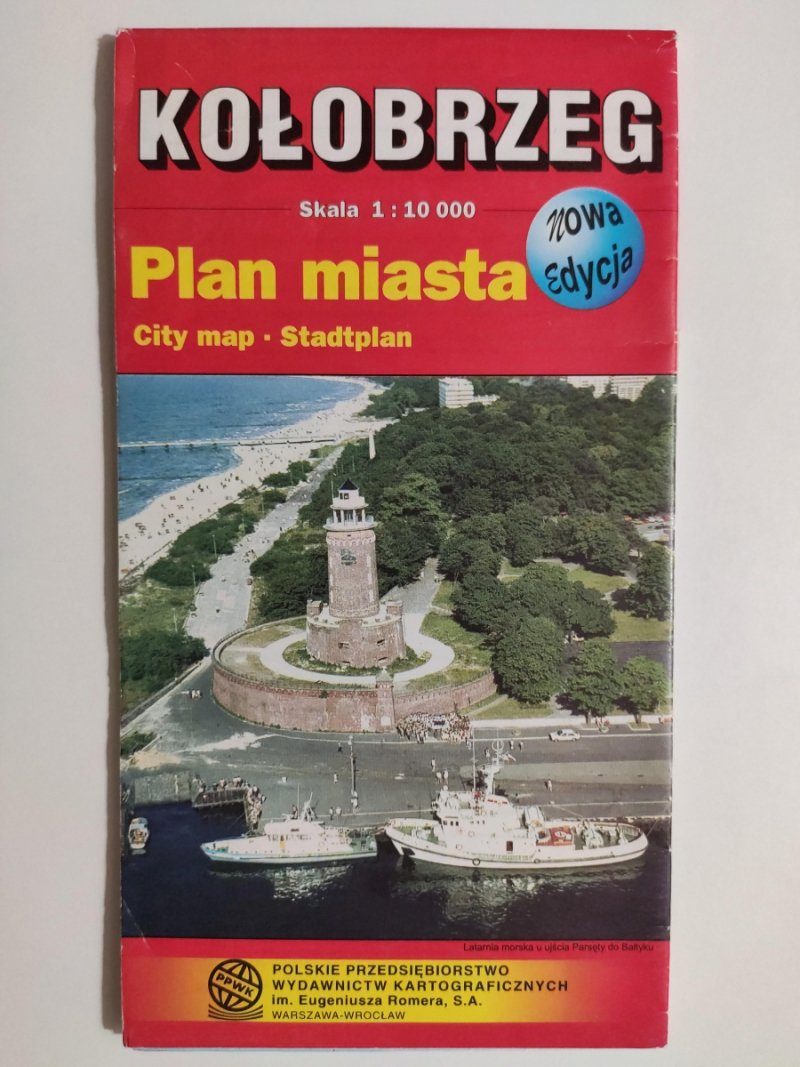 KOŁOBRZEG
Skala 1 : 10 000
Nowa
Edycja
Plan miasta
City map · Stadtplan
Latarnia morska u ujścia Parsęty do Bałtyku
PPWK
POLSKIE PRZEDSIĘBIORSTWO
WYDAWNICTW KARTOGRAFICZNYCH
im. Eugeniusza Romera, S.A.
WARSZAWA-WROCŁAW